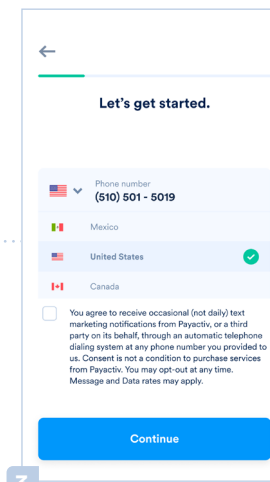 Let's get started.
Phone number
(510) 501 - 5019
Mexico
United States
Canada
You agree to receive occasional (not daily) text
marketing notifications from Payactiv, or a third
party on its behalf, through an automatic telephone
dialing system at any phone number you provided to
us. Consent is not a condition to purchase services
from Payactiv. You may opt-out at any time.
Message and Data rates may apply.
Continue